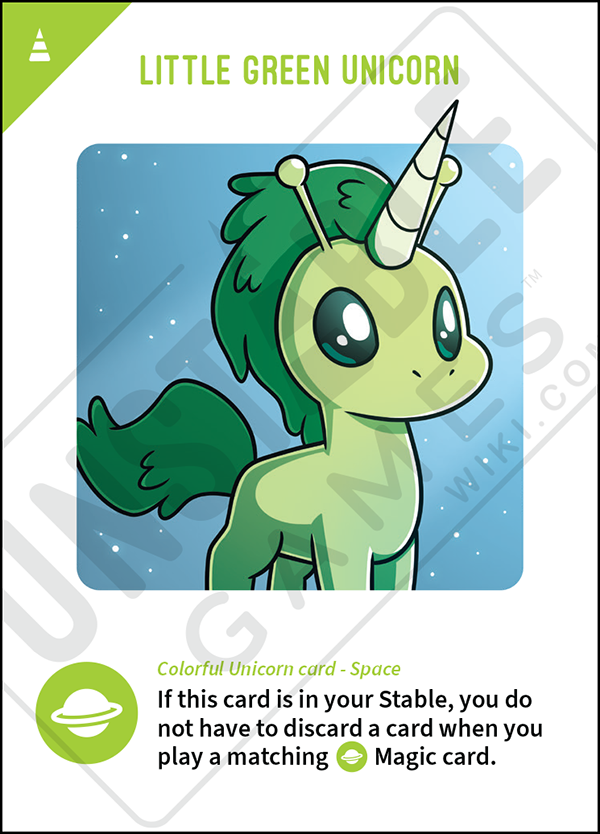 LITTLE GREEN UNICORN
UNSTABLE
GAMES™
WIKI.COM
Colorful Unicorn card - Space
If this card is in your Stable, you do
not have to discard a card when you
play a matching Magic card.